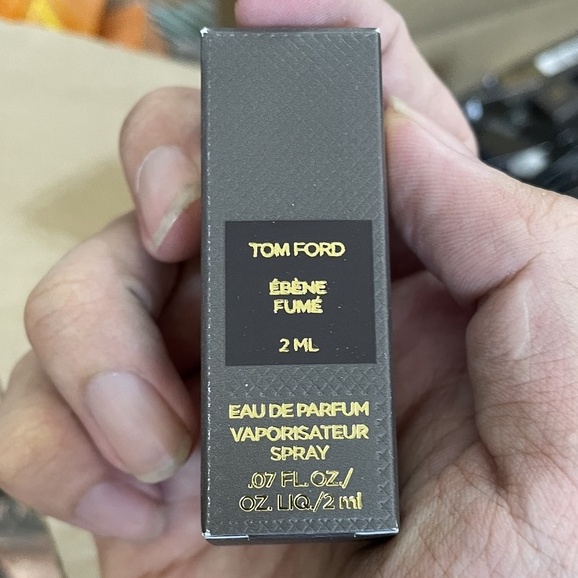 TOM FORD
ÉBÈNE
FUMÉ
2 ML
EAU DE PARFUM
VAPORISATEUR
SPRAY
.07 FL. OZ./
OZ. LIQ./2 ml